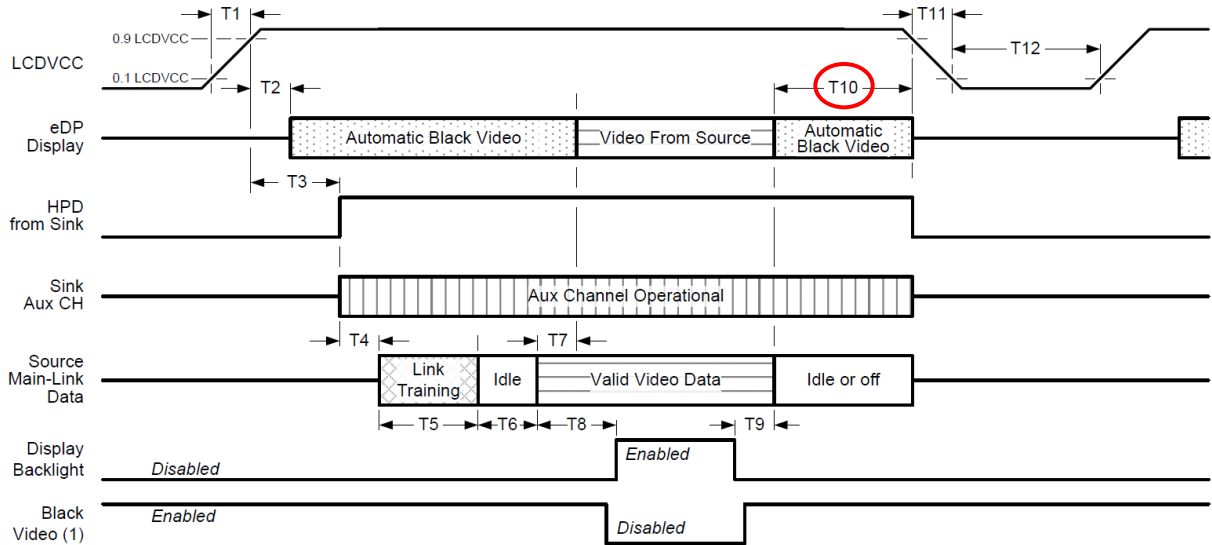 T1
T11
0.9 LCDVCC
LCDVCC
0.1 LCDVCC
T2
T10
T12
eDP
Display
Automatic Black Video
Video From Source
Automatic
Black Video
T3
HPD
from Sink
Sink
Aux CH
Aux Channel Operational
T4
T7
Source
Main-Link
Data
Link
Training
Idle
Valid Video Data
Idle or off
T5
T6
T8
T9
Display
Backlight
Disabled
Enabled
Black
Video (1)
Enabled
Disabled